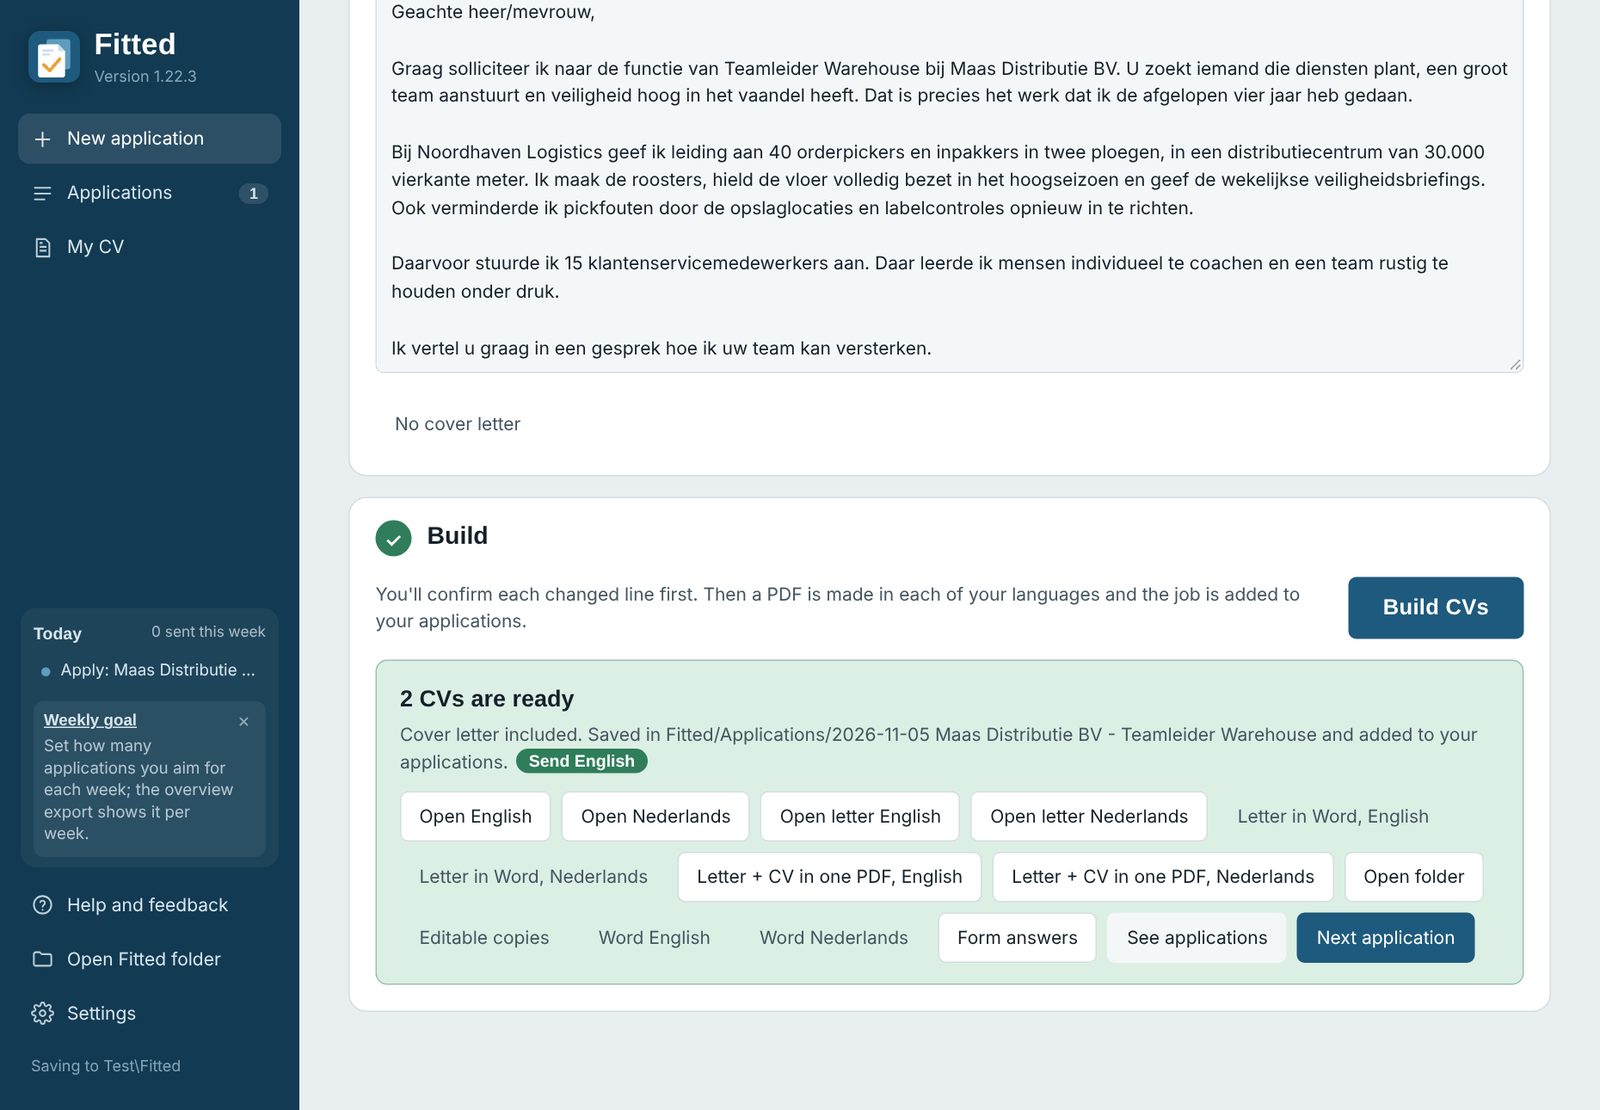 Fitted
Version 1.22.3
New application
Applications 1
My CV
Today 0 sent this week
Apply: Maas Distributie ...
Weekly goal ×
Set how many
applications you aim for
each week; the overview
export shows it per
week.
Help and feedback
Open Fitted folder
Settings
Saving to Test\Fitted
Geachte heer/mevrouw,
Graag solliciteer ik naar de functie van Teamleider Warehouse bij Maas Distributie BV. U zoekt iemand die diensten plant, een groot
team aanstuurt en veiligheid hoog in het vaandel heeft. Dat is precies het werk dat ik de afgelopen vier jaar heb gedaan.
Bij Noordhaven Logistics geef ik leiding aan 40 orderpickers en inpakkers in twee ploegen, in een distributiecentrum van 30.000
vierkante meter. Ik maak de roosters, hield de vloer volledig bezet in het hoogseizoen en geef de wekelijkse veiligheidsbriefings.
Ook verminderde ik pickfouten door de opslaglocaties en labelcontroles opnieuw in te richten.
Daarvoor stuurde ik 15 klantenservicemedewerkers aan. Daar leerde ik mensen individueel te coachen en een team rustig te
houden onder druk.
Ik vertel u graag in een gesprek hoe ik uw team kan versterken.
No cover letter
Build
You'll confirm each changed line first. Then a PDF is made in each of your languages and the job is added to
your applications.
Build CVs
2 CVs are ready
Cover letter included. Saved in Fitted/Applications/2026-11-05 Maas Distributie BV - Teamleider Warehouse and added to your
applications. Send English
Open English Open Nederlands Open letter English Open letter Nederlands Letter in Word, English
Letter in Word, Nederlands Letter + CV in one PDF, English Letter + CV in one PDF, Nederlands Open folder
Editable copies Word English Word Nederlands Form answers See applications Next application